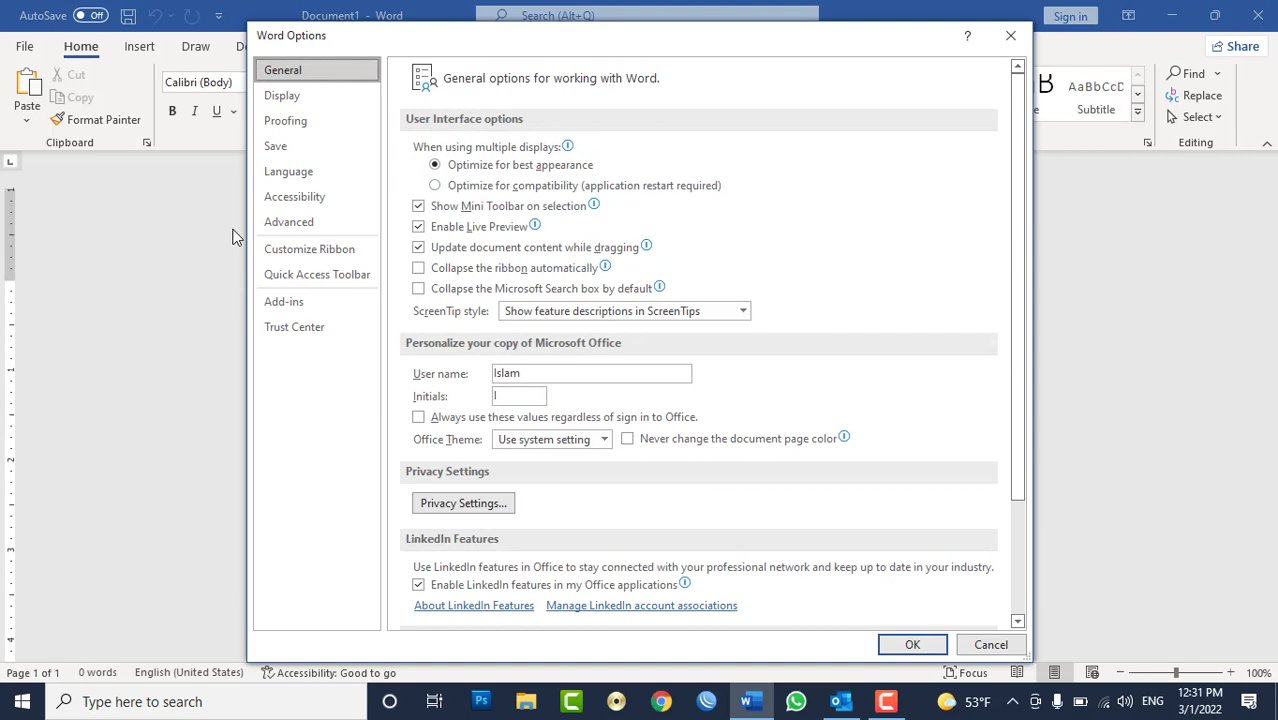 AutoSave Off
Document1 - Word
Search (Alt+Q)
Sign in
File
Home
Insert
Draw
Share
Paste
Cut
Copy
Format Painter
Clipboard
Calibri (Body)
B I U
AaBbCcD
Subtitle
Find
Replace
Select
Editing
Word Options
?
General
Display
Proofing
Save
Language
Accessibility
Advanced
Customize Ribbon
Quick Access Toolbar
Add-ins
Trust Center
General options for working with Word.
User Interface options
When using multiple displays:
Optimize for best appearance
Optimize for compatibility (application restart required)
Show Mini Toolbar on selection
Enable Live Preview
Update document content while dragging
Collapse the ribbon automatically
Collapse the Microsoft Search box by default
ScreenTip style: Show feature descriptions in ScreenTips
Personalize your copy of Microsoft Office
User name: Islam
Initials: I
Always use these values regardless of sign in to Office.
Office Theme: Use system setting Never change the document page color
Privacy Settings
Privacy Settings...
LinkedIn Features
Use LinkedIn features in Office to stay connected with your professional network and keep up to date in your industry.
Enable LinkedIn features in my Office applications
About LinkedIn Features Manage LinkedIn account associations
OK Cancel
Page 1 of 1 0 words English (United States) Accessibility: Good to go Focus 100%
Type here to search
Ps
53°F
ENG
12:31 PM
3/1/2022